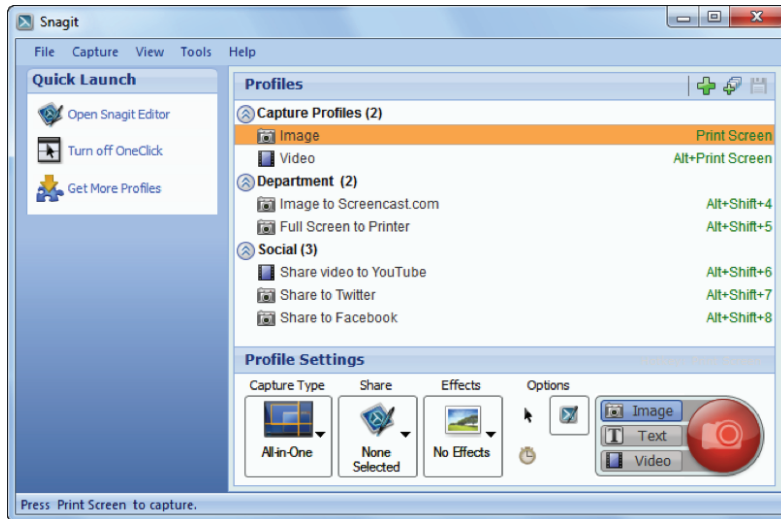 Snagit
File Capture View Tools Help
Quick Launch
Open Snagit Editor
Turn off OneClick
Get More Profiles
Profiles
Capture Profiles (2)
Image Print Screen
Video Alt+Print Screen
Department (2)
Image to Screencast.com Alt+Shift+4
Full Screen to Printer Alt+Shift+5
Social (3)
Share video to YouTube Alt+Shift+6
Share to Twitter Alt+Shift+7
Share to Facebook Alt+Shift+8
Profile Settings
Capture Type Share Effects Options
All-in-One
None
Selected
No Effects
Image
Text
Video
Press Print Screen to capture.